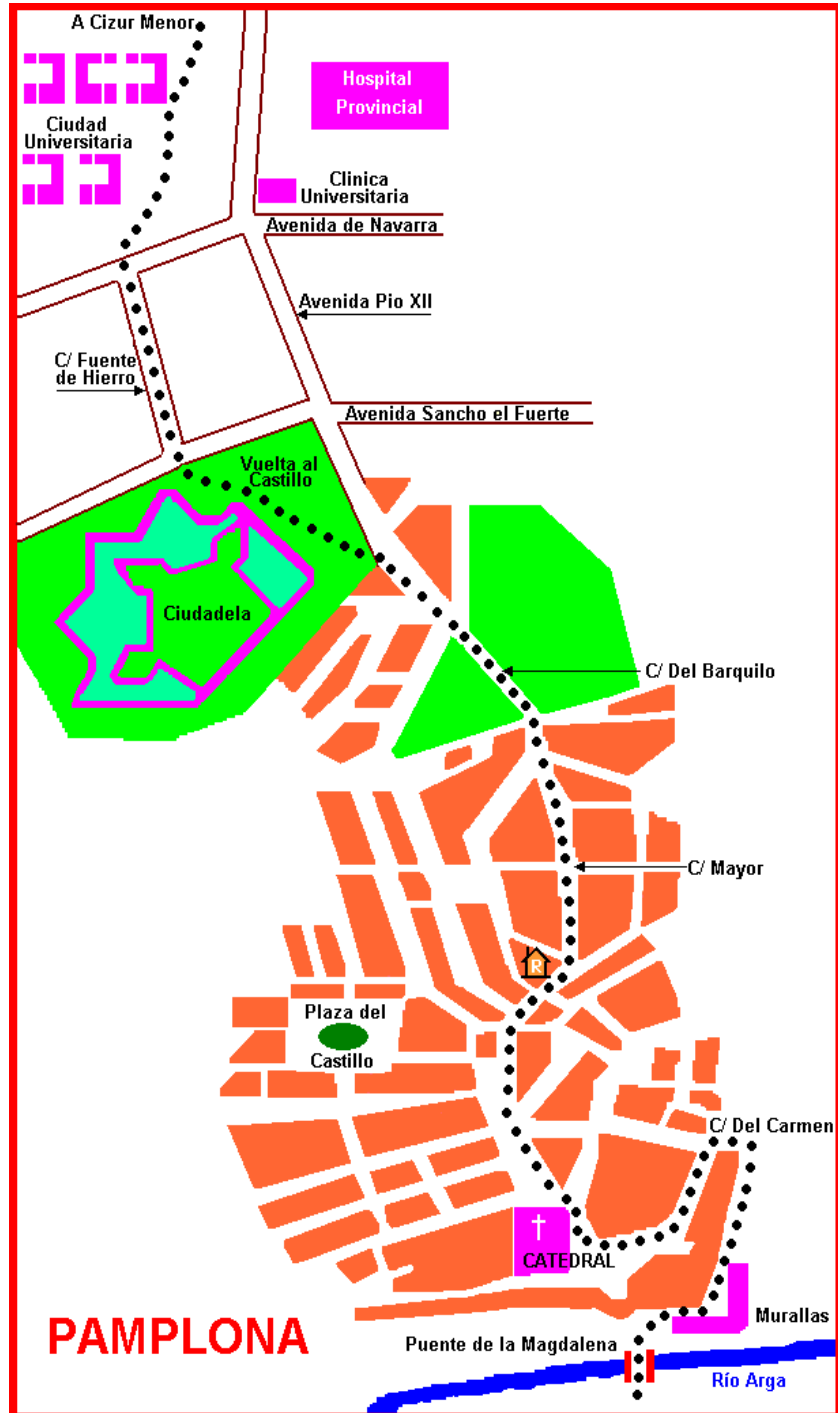 A Cizur Menor
Hospital
Provincial
Ciudad
Universitaria
Clinica
Universitaria
Avenida de Navarra
Avenida Pio XII
C/ Fuente
de Hierro
Avenida Sancho el Fuerte
Vuelta al
Castillo
Ciudadela
C/ Del Barquilo
C/ Mayor
R
Plaza del
Castillo
C/ Del Carmen
CATEDRAL
PAMPLONA
Murallas
Puente de la Magdalena
Río Arga